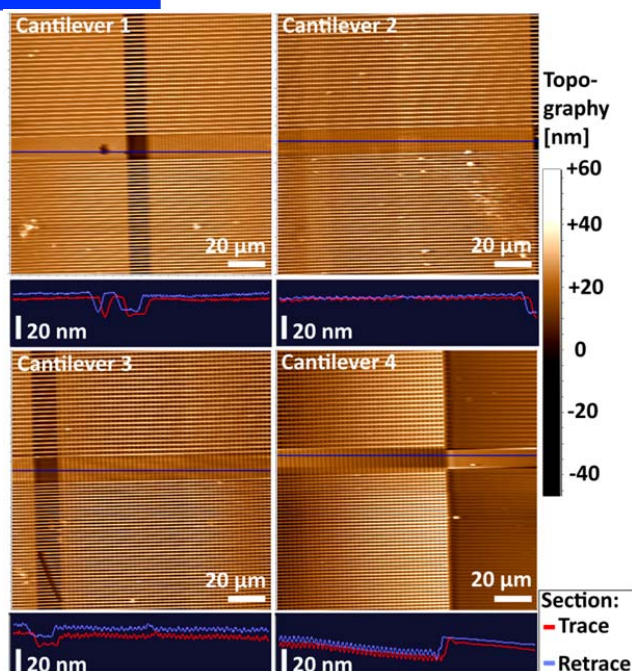 Cantilever 1
Cantilever 2
20 µm
20 µm
Topo-
graphy
[nm]
+60
+40
+20
0
-20
-40
20 nm
20 nm
Cantilever 3
Cantilever 4
20 µm
20 µm
20 nm
20 nm
Section:
Trace
Retrace